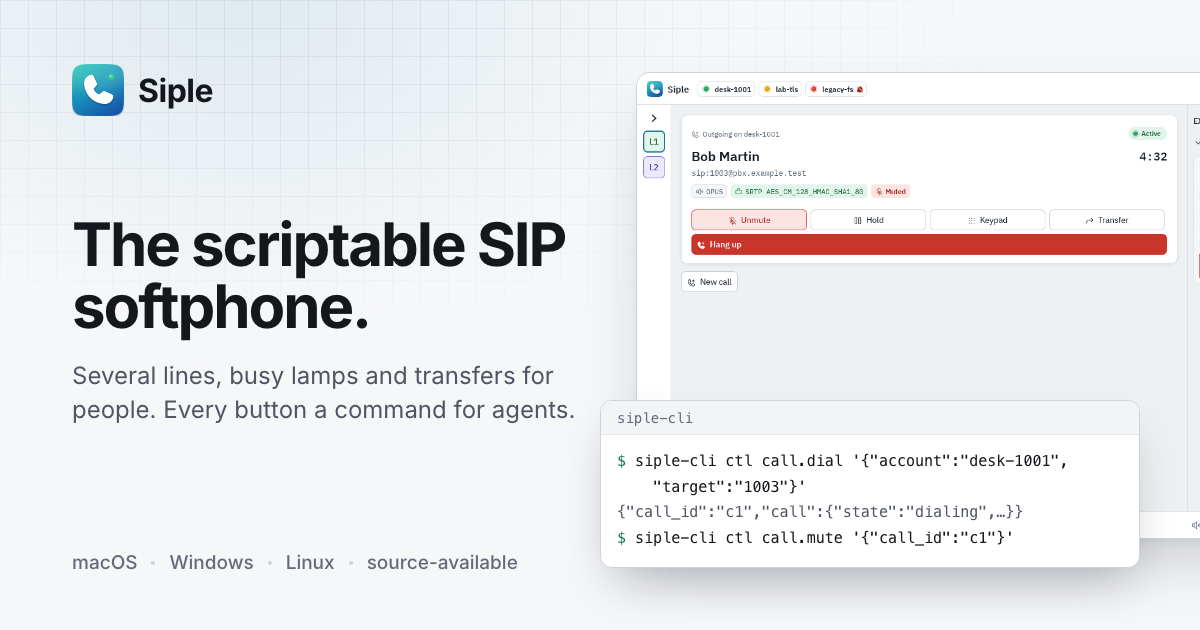 Siple
The scriptable SIP
softphone.
Several lines, busy lamps and transfers for
people. Every button a command for agents.
macOS • Windows • Linux • source-available
Siple
desk-1001
lab-tls
legacy-fs
L1
L2
Outgoing on desk-1001
Active
Bob Martin
4:32
sip:1003@pbx.example.test
OPUS
SRTP AES_CM_128_HMAC_SHA1_80
Muted
Unmute
Hold
Keypad
Transfer
Hang up
New call
siple-cli
$ siple-cli ctl call.dial '{"account":"desk-1001",
"target":"1003"}'
{"call_id":"c1","call":{"state":"dialing",…}}
$ siple-cli ctl call.mute '{"call_id":"c1"}'